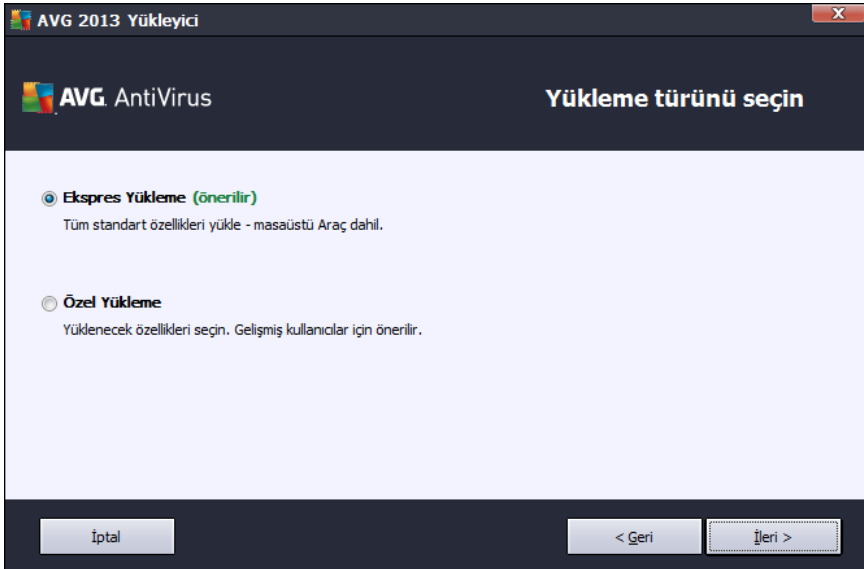 AVG 2013 Yükleyici
X
AVG AntiVirus
Yükleme türünü seçin
Ekspres Yükleme (önerilir)
Tüm standart özellikleri yükle - masaüstü Araç dahil.
Özel Yükleme
Yüklenecek özellikleri seçin. Gelişmiş kullanıcılar için önerilir.
İptal
< Geri
İleri >